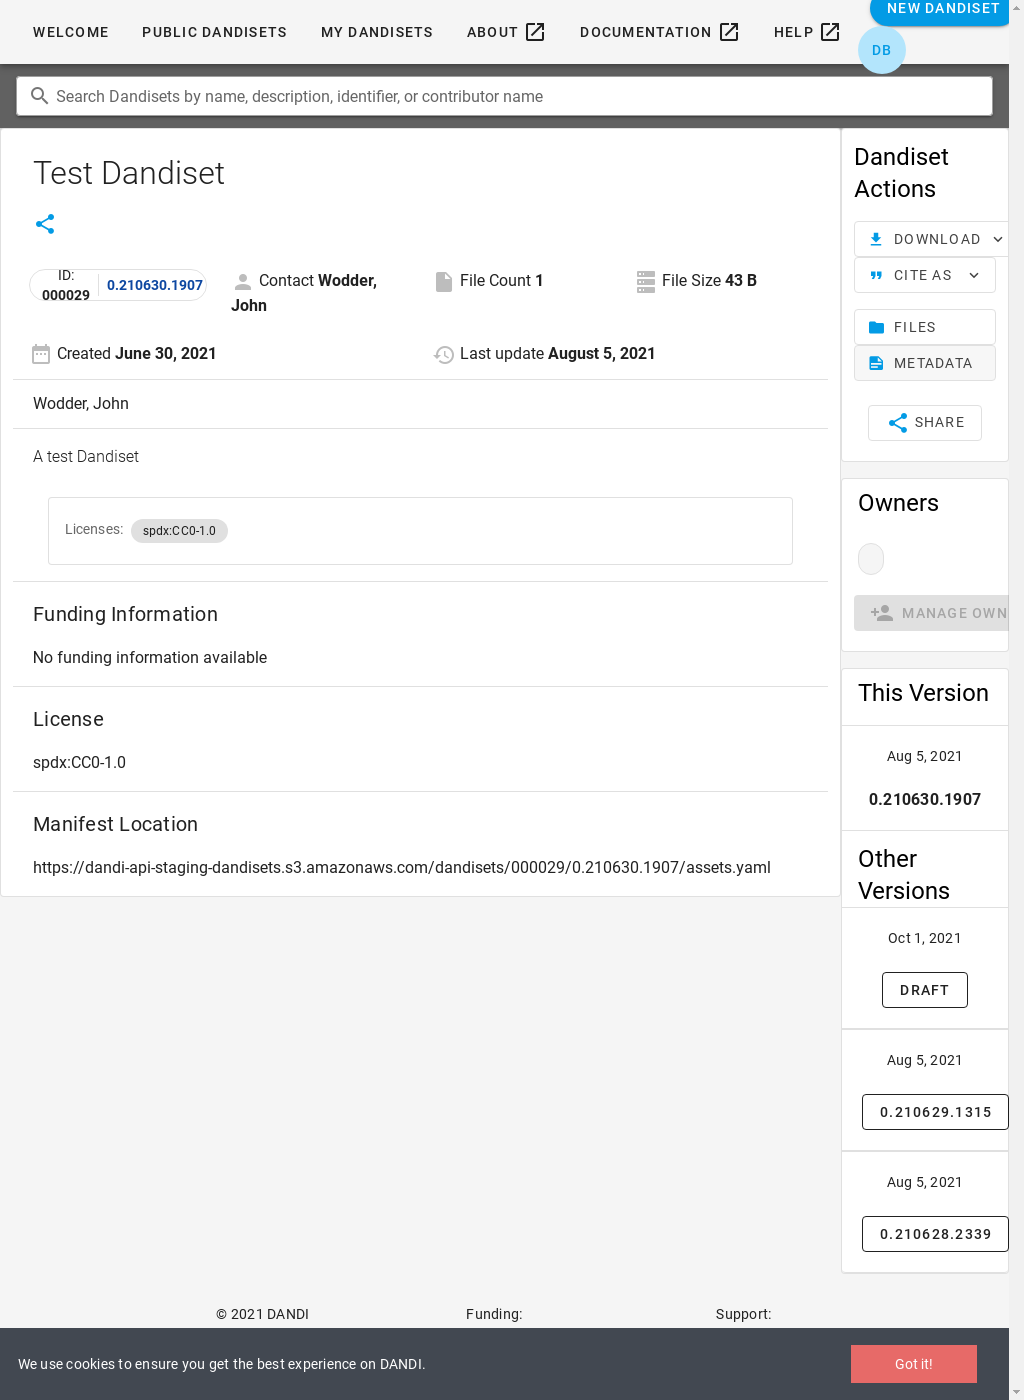 NEW DANDISET
WELCOME PUBLIC DANDISETS MY DANDISETS ABOUT DOCUMENTATION HELP
DB
Search Dandisets by name, description, identifier, or contributor name
Test Dandiset
ID: 000029 0.210630.1907
Contact Wodder, John
File Count 1
File Size 43 B
Created June 30, 2021
Last update August 5, 2021
Wodder, John
A test Dandiset
Licenses: spdx:CC0-1.0
Funding Information
No funding information available
License
spdx:CC0-1.0
Manifest Location
https://dandi-api-staging-dandisets.s3.amazonaws.com/dandisets/000029/0.210630.1907/assets.yaml
Dandiset
Actions
DOWNLOAD
CITE AS
FILES
METADATA
SHARE
Owners
MANAGE OWN
This Version
Aug 5, 2021
0.210630.1907
Other
Versions
Oct 1, 2021
DRAFT
Aug 5, 2021
0.210629.1315
Aug 5, 2021
0.210628.2339
© 2021 DANDI Funding: Support:
We use cookies to ensure you get the best experience on DANDI.
Got it!